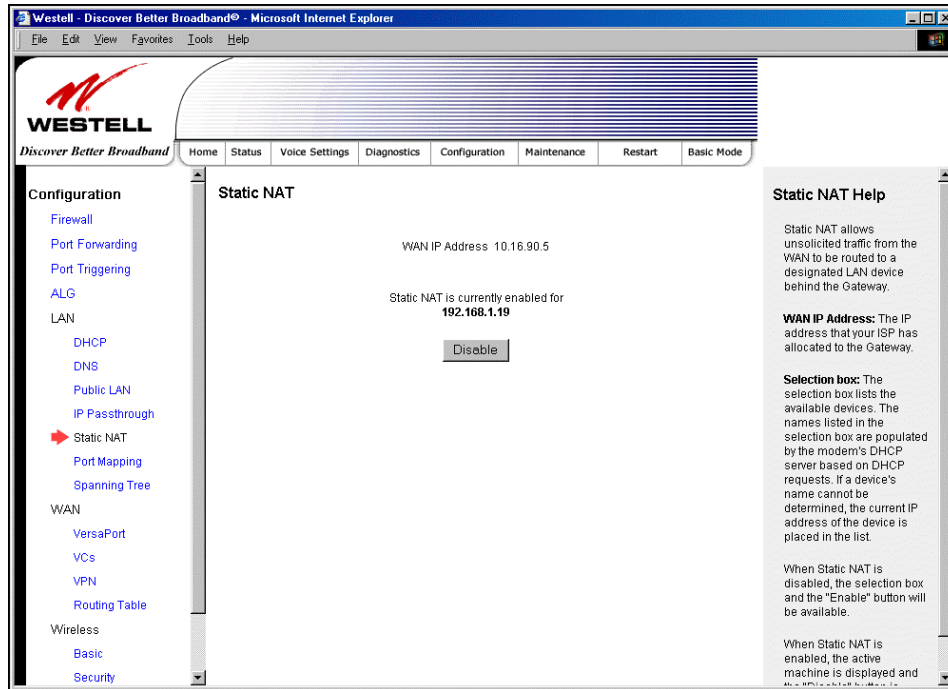 Westell - Discover Better Broadband® - Microsoft Internet Explorer
File Edit View Favorites Tools Help
WESTELL
Discover Better Broadband
Home Status Voice Settings Diagnostics Configuration Maintenance Restart Basic Mode
Configuration
Firewall
Port Forwarding
Port Triggering
ALG
LAN
DHCP
DNS
Public LAN
IP Passthrough
Static NAT
Port Mapping
Spanning Tree
WAN
VersaPort
VCs
VPN
Routing Table
Wireless
Basic
Security
Static NAT
WAN IP Address 10.16.90.5
Static NAT is currently enabled for
192.168.1.19
Disable
Static NAT Help
Static NAT allows
unsolicited traffic from the
WAN to be routed to a
designated LAN device
behind the Gateway.
WAN IP Address: The IP
address that your ISP has
allocated to the Gateway.
Selection box: The
selection box lists the
available devices. The
names listed in the
selection box are populated
by the modem's DHCP
server based on DHCP
requests. If a device's
name cannot be
determined, the current IP
address of the device is
placed in the list.
When Static NAT is
disabled, the selection box
and the "Enable" button will
be available.
When Static NAT is
enabled, the active
machine is displayed and